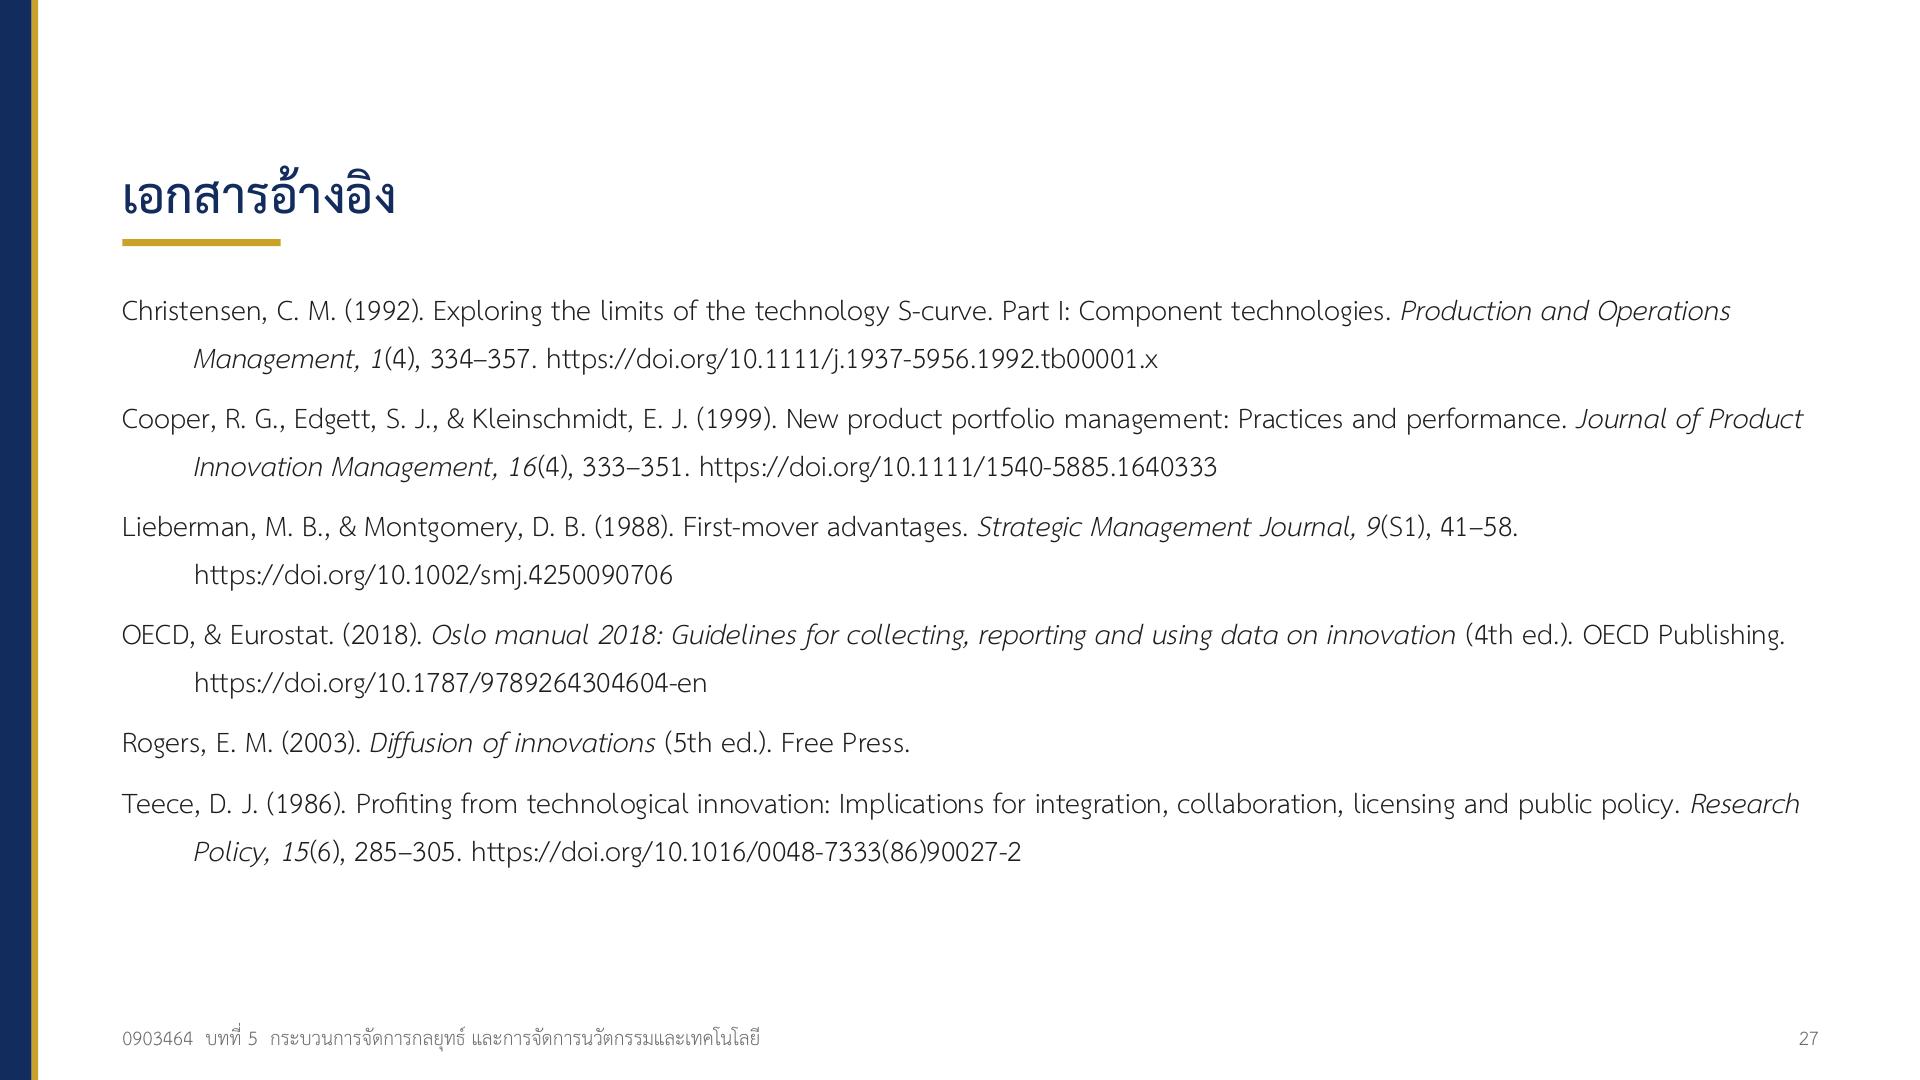 เอกสารอ้างอิง
Christensen, C. M. (1992). Exploring the limits of the technology S-curve. Part I: Component technologies. Production and Operations
Management, 1(4), 334–357. https://doi.org/10.1111/j.1937-5956.1992.tb00001.x
Cooper, R. G., Edgett, S. J., & Kleinschmidt, E. J. (1999). New product portfolio management: Practices and performance. Journal of Product
Innovation Management, 16(4), 333–351. https://doi.org/10.1111/1540-5885.1640333
Lieberman, M. B., & Montgomery, D. B. (1988). First-mover advantages. Strategic Management Journal, 9(S1), 41–58.
https://doi.org/10.1002/smj.4250090706
OECD, & Eurostat. (2018). Oslo manual 2018: Guidelines for collecting, reporting and using data on innovation (4th ed.). OECD Publishing.
https://doi.org/10.1787/9789264304604-en
Rogers, E. M. (2003). Diffusion of innovations (5th ed.). Free Press.
Teece, D. J. (1986). Profiting from technological innovation: Implications for integration, collaboration, licensing and public policy. Research
Policy, 15(6), 285–305. https://doi.org/10.1016/0048-7333(86)90027-2
0903464 บทที่ 5 กระบวนการจัดการกลยุทธ์ และการจัดการนวัตกรรมและเทคโนโลยี
27